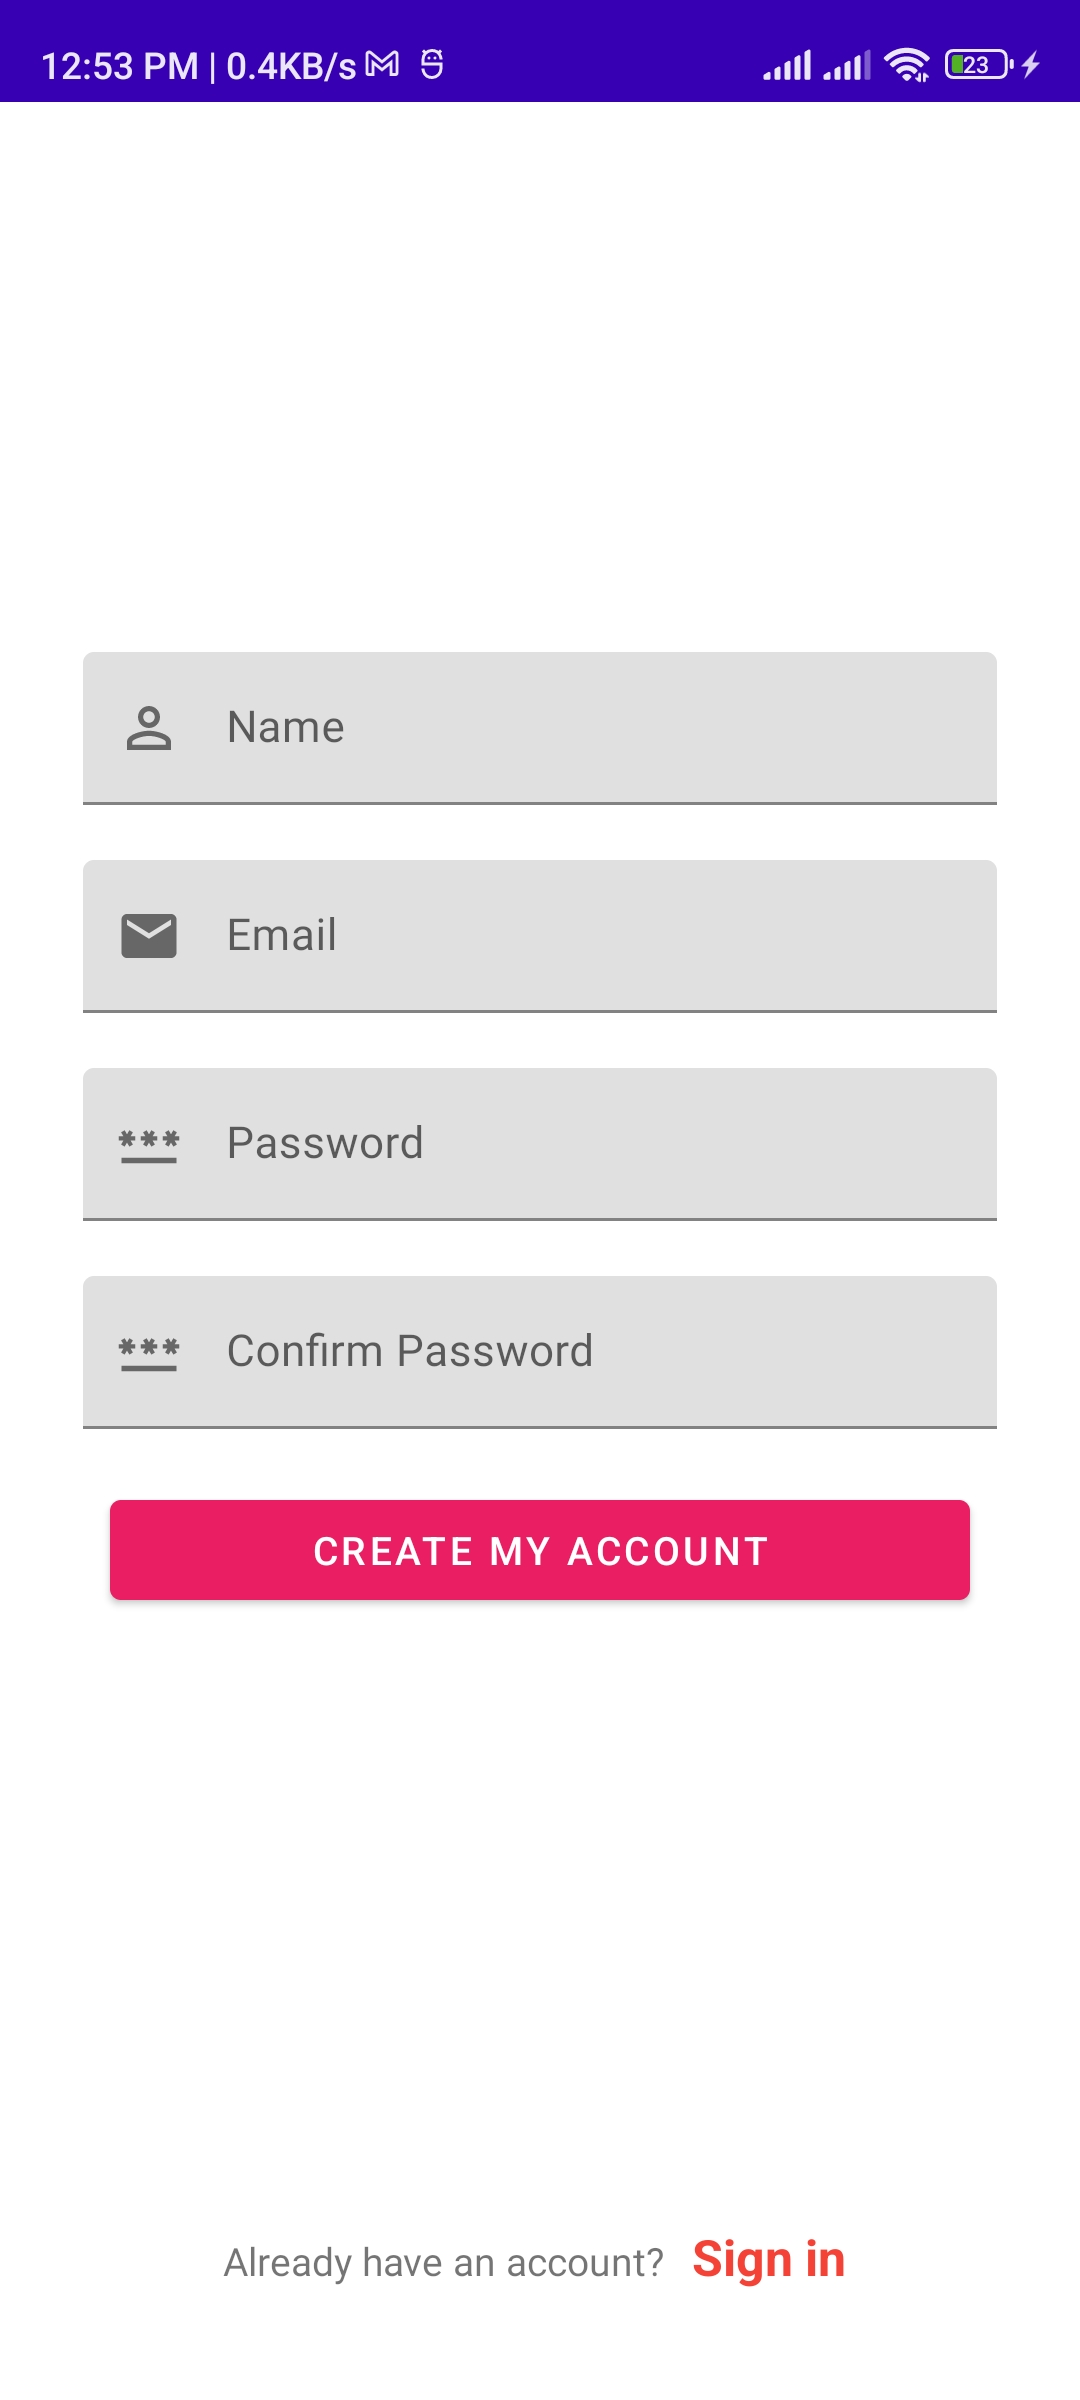 12:53 PM | 0.4KB/s 23
Name
Email
Password
Confirm Password
CREATE MY ACCOUNT
Already have an account? Sign in